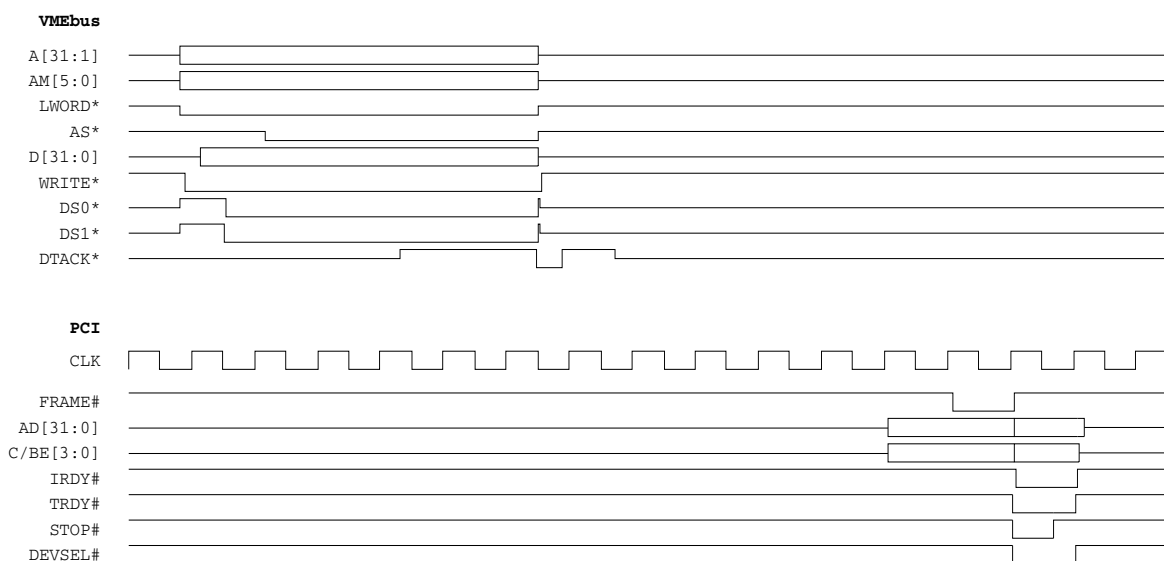 VMEbus
A[31:1]
AM[5:0]
LWORD*
AS*
D[31:0]
WRITE*
DS0*
DS1*
DTACK*
PCI
CLK
FRAME#
AD[31:0]
C/BE[3:0]
IRDY#
TRDY#
STOP#
DEVSEL#